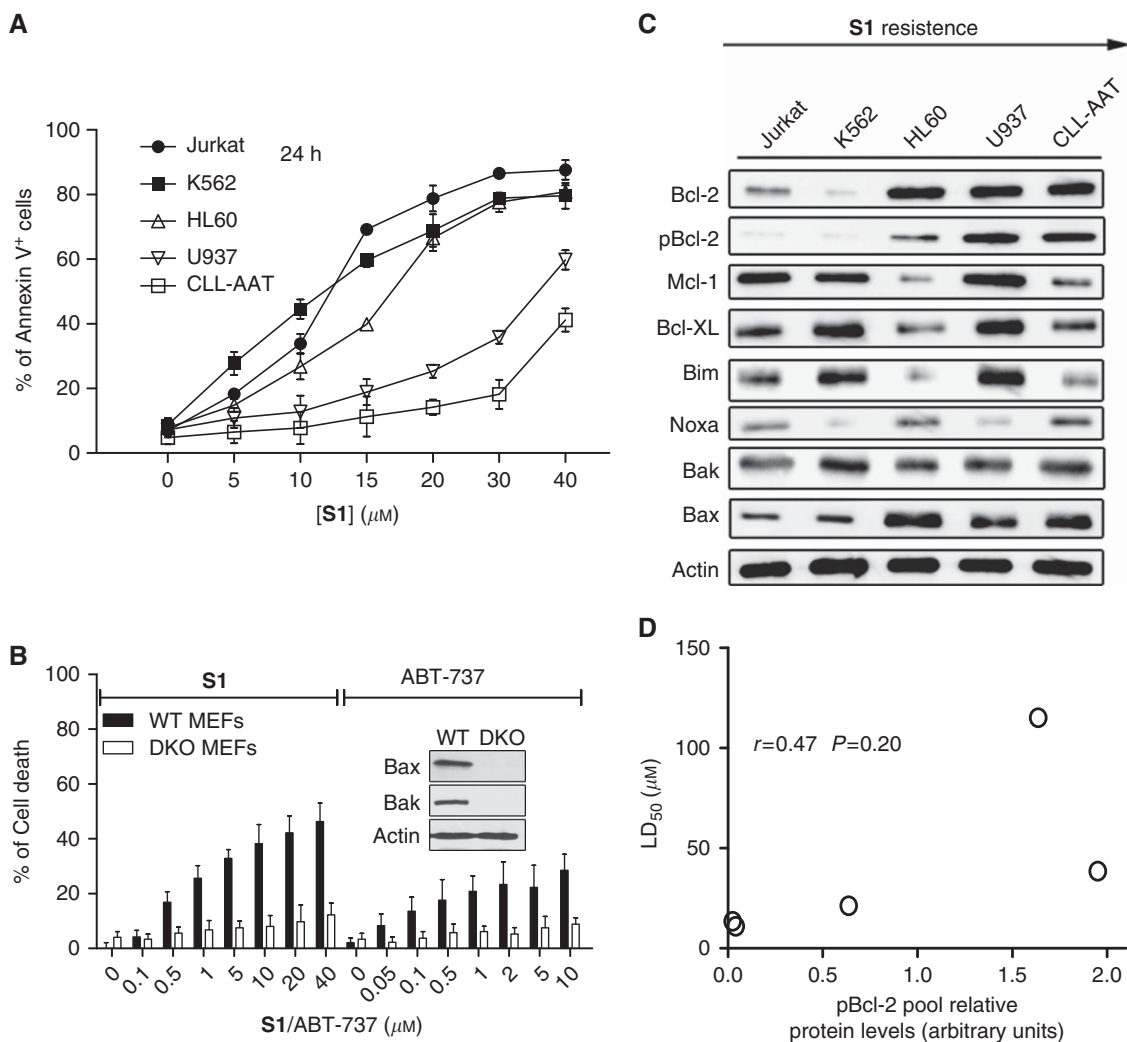 A
100
80
60
40
20
0
% of Annexin V+ cells
Jurkat
K562
HL60
U937
CLL-AAT
24 h
0 5 10 15 20 30 40
[S1] (μM)
B
100
80
60
40
20
0
% of Cell death
S1
ABT-737
WT MEFs
DKO MEFs
WT DKO
Bax
Bak
Actin
0 0.1 0.5 1 5 10 20 40 0 0.05 0.1 0.5 1 2 5 10
S1/ABT-737 (μM)
C
S1 resistence
Jurkat K562 HL60 U937 CLL-AAT
Bcl-2
pBcl-2
Mcl-1
Bcl-XL
Bim
Noxa
Bak
Bax
Actin
D
150
100
50
0
LD50 (μM)
r=0.47 P=0.20
0.0 0.5 1.0 1.5 2.0
pBcl-2 pool relative
protein levels (arbitrary units)